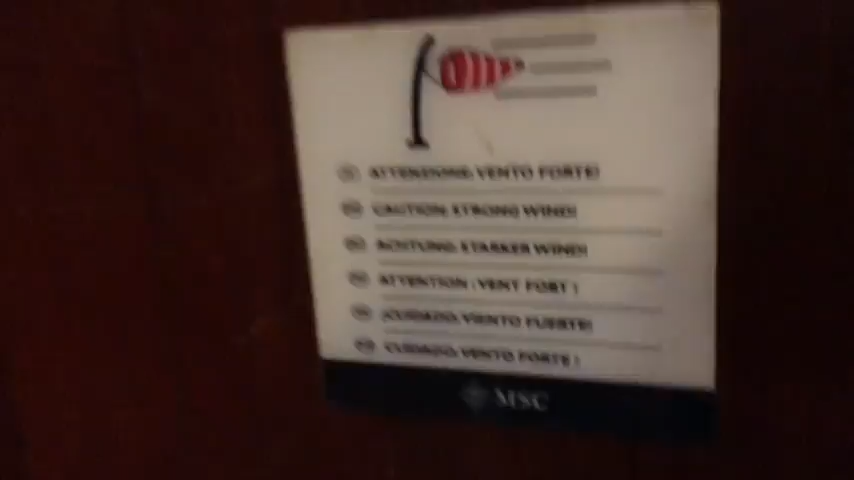 ATTENZIONE: VENTO FORTE!
CAUTION: STRONG WIND!
ACHTUNG: STARKER WIND!
ATTENTION : VENT FORT !
¡CUIDADO: VIENTO FUERTE!
CUIDADO: VENTO FORTE !
MSC